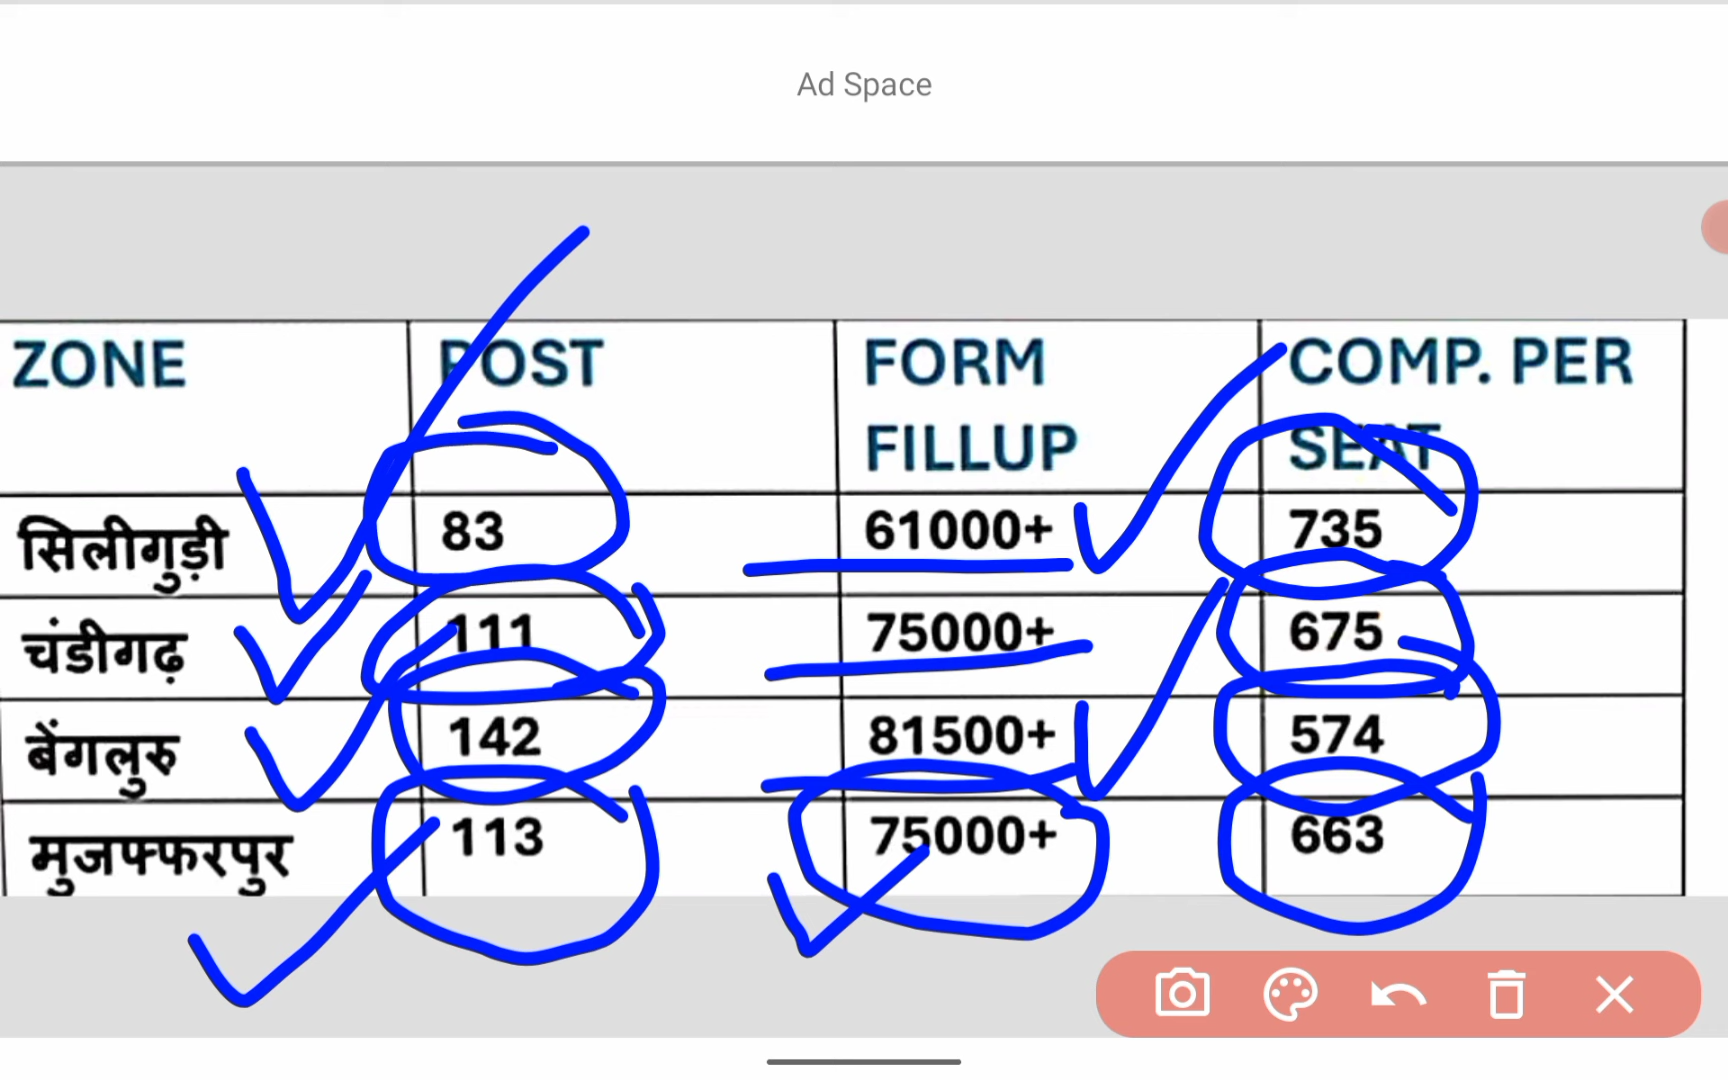 Ad Space
ZONE POST FORM FILLUP COMP. PER SEAT
सिलीगुड़ी 83 61000+ 735
चंडीगढ़ 111 75000+ 675
बेंगलुरु 142 81500+ 574
मुजफ्फरपुर 113 75000+ 663